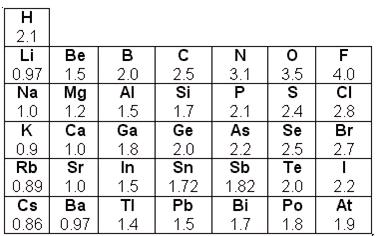 H
2.1
Li Be B C N O F
0.97 1.5 2.0 2.5 3.1 3.5 4.0
Na Mg Al Si P S Cl
1.0 1.2 1.5 1.7 2.1 2.4 2.8
K Ca Ga Ge As Se Br
0.9 1.0 1.8 2.0 2.2 2.5 2.7
Rb Sr In Sn Sb Te I
0.89 1.0 1.5 1.72 1.82 2.0 2.2
Cs Ba Tl Pb Bi Po At
0.86 0.97 1.4 1.5 1.7 1.8 1.9